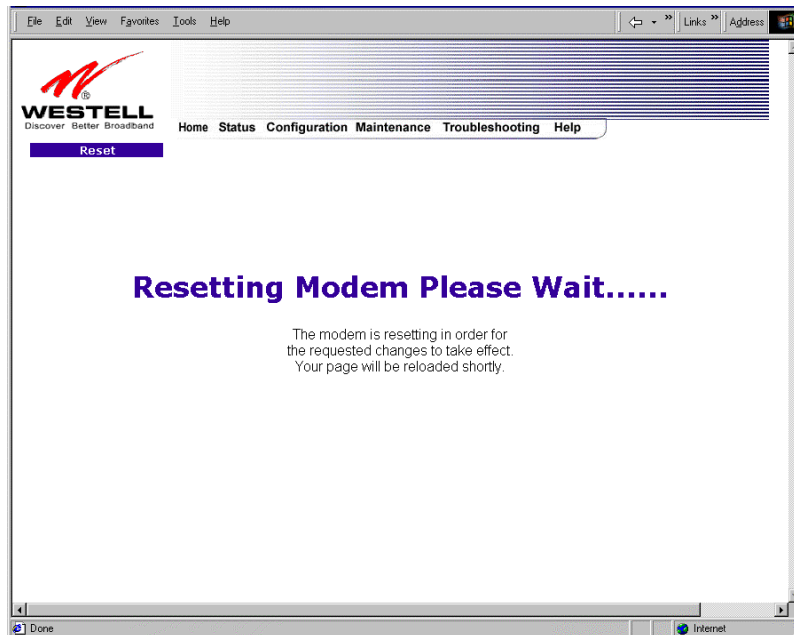 File Edit View Favorites Tools Help
Links » Address
WESTELL
Discover Better Broadband
Home Status Configuration Maintenance Troubleshooting Help
Reset
Resetting Modem Please Wait......
The modem is resetting in order for
the requested changes to take effect.
Your page will be reloaded shortly.
Done
Internet